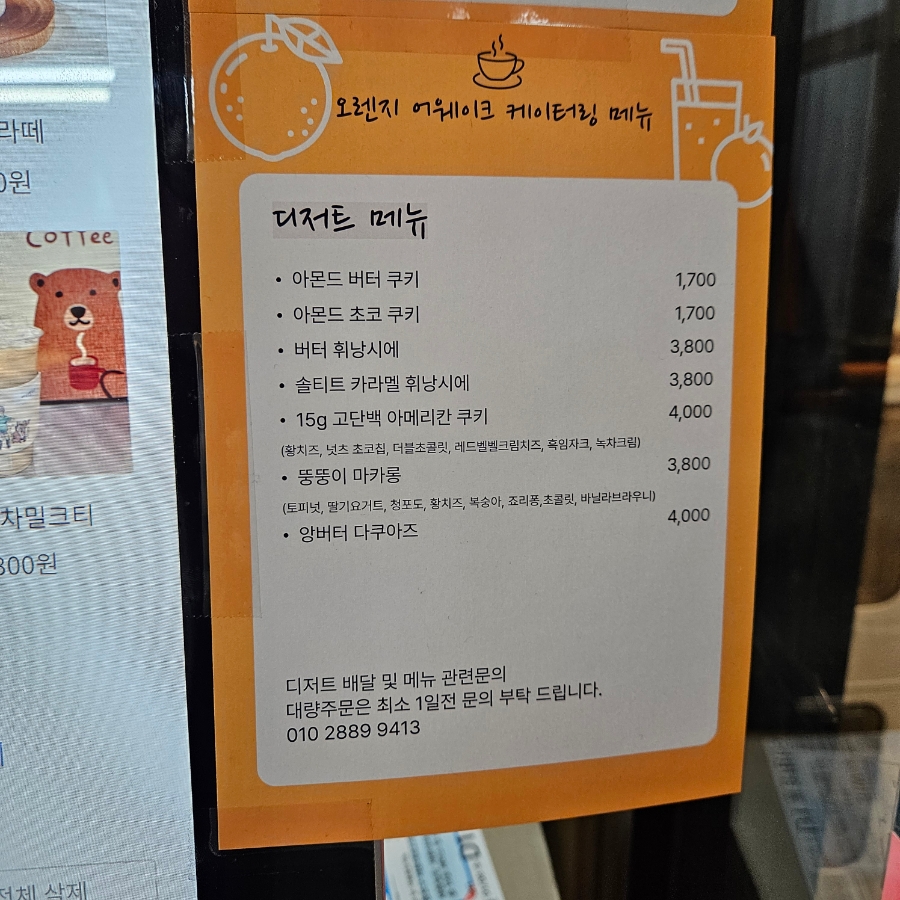 라떼
0원
COFFee
차밀크티
300원
전체 삭제
오렌지 어웨이크 케이터링 메뉴
디저트 메뉴
• 아몬드 버터 쿠키 1,700
• 아몬드 초코 쿠키 1,700
• 버터 휘낭시에 3,800
• 솔티트 카라멜 휘낭시에 3,800
• 15g 고단백 아메리칸 쿠키 4,000
(황치즈, 넛츠 초코칩, 더블초콜릿, 레드벨벨크림치즈, 흑임자크, 녹차크림)
• 뚱뚱이 마카롱 3,800
(토피넛, 딸기요거트, 청포도, 황치즈, 복숭아, 죠리퐁,초콜릿, 바닐라브라우니)
• 앙버터 다쿠아즈 4,000
디저트 배달 및 메뉴 관련문의
대량주문은 최소 1일전 문의 부탁 드립니다.
010 2889 9413